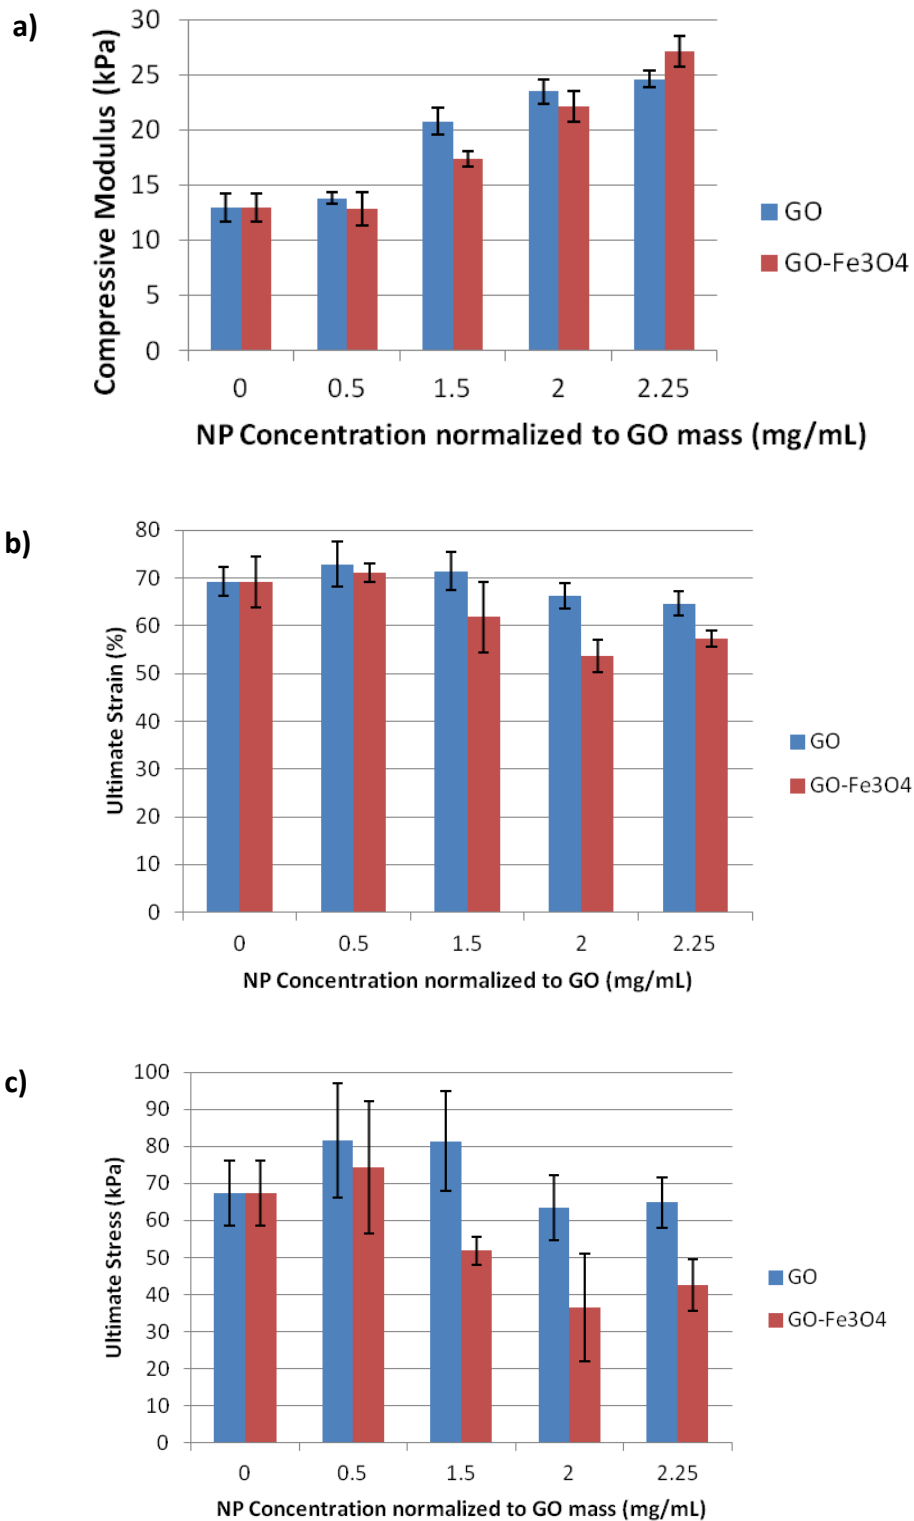 a)
Compressive Modulus (kPa)
30
25
20
15
10
5
0
0 0.5 1.5 2 2.25
NP Concentration normalized to GO mass (mg/mL)
GO
GO-Fe3O4
b)
Ultimate Strain (%)
80
70
60
50
40
30
20
10
0
0 0.5 1.5 2 2.25
NP Concentration normalized to GO (mg/mL)
GO
GO-Fe3O4
c)
Ultimate Stress (kPa)
100
90
80
70
60
50
40
30
20
10
0
0 0.5 1.5 2 2.25
NP Concentration normalized to GO mass (mg/mL)
GO
GO-Fe3O4